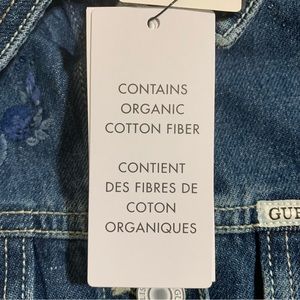 CONTAINS
ORGANIC
COTTON FIBER
CONTIENT
DES FIBRES DE
COTON
ORGANIQUES